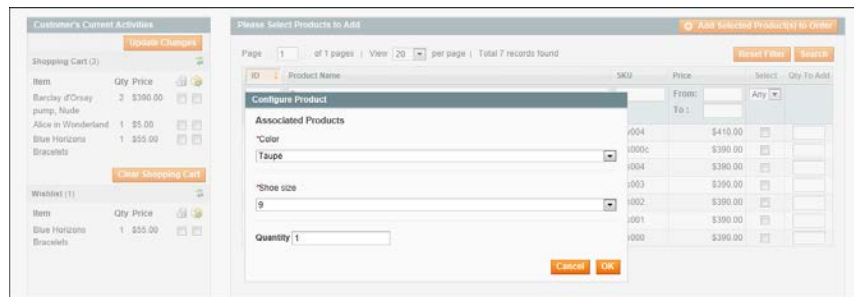 Customer's Current Activities
Update Changes
Shopping Cart (3)
Item Qty Price
Barclay d'Orsay pump, Nude 2 $390.00
Alice in Wonderland 1 $5.00
Blue Horizons Bracelets 1 $55.00
Clear Shopping Cart
Wishlist (1)
Item Qty Price
Blue Horizons Bracelets 1 $55.00
Please Select Products to Add
Add Selected Product(s) to Order
Page 1 of 1 pages | View 20 per page | Total 7 records found
Reset Filter Search
ID Product Name SKU Price Select Qty To Add
From: Any
To :
Configure Product
Associated Products
*Color
Taupe
*Shoe size
9
Quantity 1
Cancel OK
$410.00
$390.00
$390.00
$390.00
$390.00
$390.00
$390.00